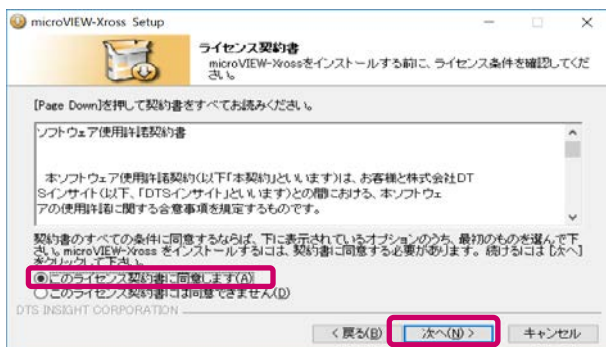 microVIEW-Xross Setup
ライセンス契約書
microVIEW-Xrossをインストールする前に、ライセンス条件を確認してくだ
さい。
[Page Down]を押して契約書をすべてお読みください。
ソフトウェア使用許諾契約書
本ソフトウェア使用許諾契約(以下「本契約」といいます)は、お客様と株式会社DT
Sインサイト(以下、「DTSインサイト」といいます)との間における、本ソフトウェ
アの使用許諾に関する合意事項を規定するものです。
契約書のすべての条件に同意するならば、下に表示されているオプションのうち、最初のものを選んで下
さい。microVIEW-Xross をインストールするには、契約書に同意する必要があります。続けるには [次へ]
をクリックして下さい。
このライセンス契約書に同意します(A)
このライセンス契約書には同意できません(D)
DTS INSIGHT CORPORATION
< 戻る(B)
次へ(N) >
キャンセル